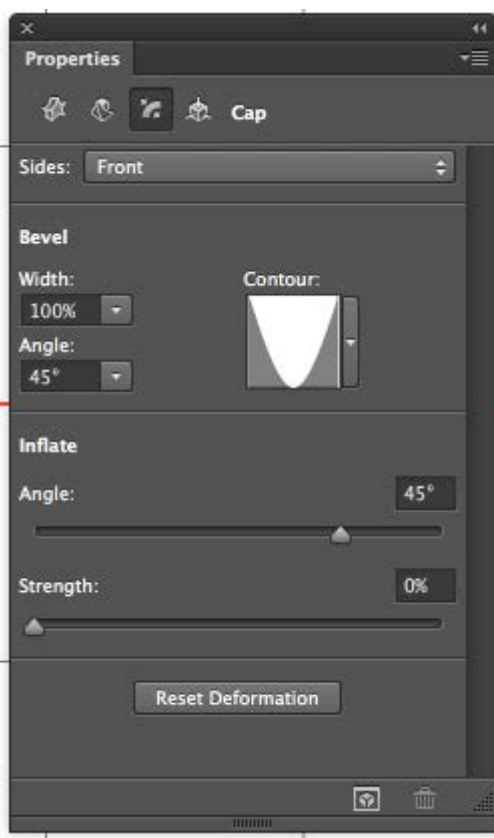 Properties
Cap
Sides: Front
Bevel
Width: Contour:
100%
Angle:
45°
Inflate
Angle: 45°
Strength: 0%
Reset Deformation